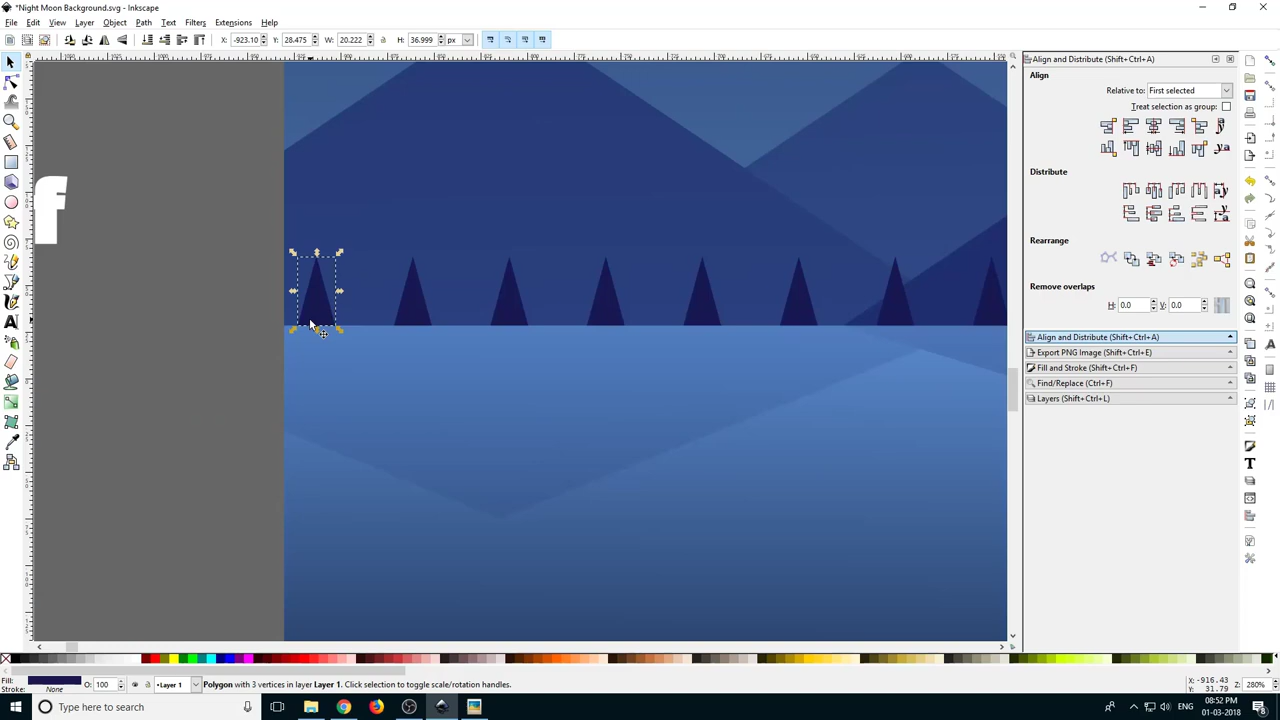 *Night Moon Background.svg - Inkscape
File Edit View Layer Object Path Text Filters Extensions Help
X: -923.10 Y: 28.475 W: 20.222 H: 36.999 px
Align and Distribute (Shift+Ctrl+A)
Align
Relative to: First selected
Treat selection as group:
f
Distribute
Rearrange
Remove overlaps
H: 0.0 V: 0.0
Align and Distribute (Shift+Ctrl+A)
Export PNG Image (Shift+Ctrl+E)
Fill and Stroke (Shift+Ctrl+F)
Find/Replace (Ctrl+F)
Layers (Shift+Ctrl+L)
Fill:
Stroke: None
O: 100
Layer 1
Polygon with 3 vertices in layer Layer 1. Click selection to toggle scale/rotation handles.
X: -916.43
Y: 31.79
Z: 280%
Type here to search
ENG
08:52 PM
01-03-2018